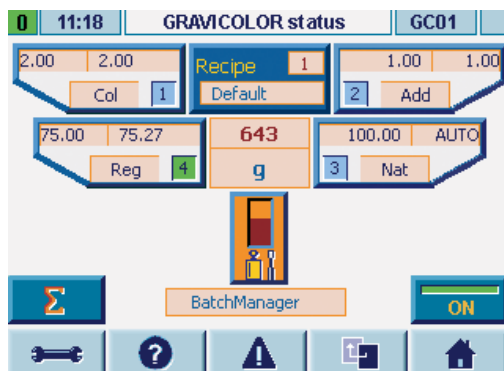 0 11:18 GRAVICOLOR status GC01
2.00 2.00 Recipe 1 1.00 1.00
Col 1 Default 2 Add
75.00 75.27 643 100.00 AUTO
Reg 4 g 3 Nat
Σ BatchManager ON
?